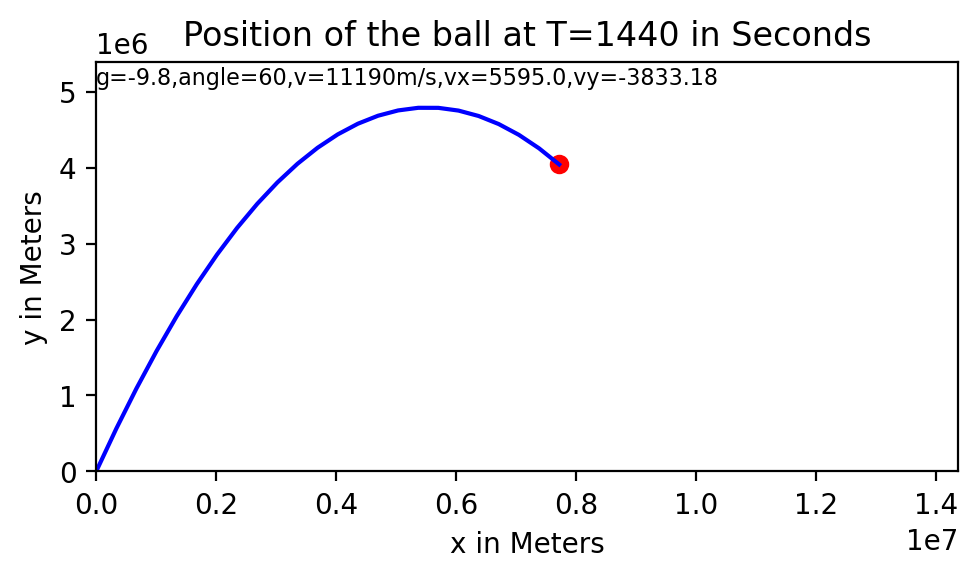 Position of the ball at T=1440 in Seconds
1e6
g=-9.8,angle=60,v=11190m/s,vx=5595.0,vy=-3833.18
5
4
3
2
1
0
y in Meters
0.0 0.2 0.4 0.6 0.8 1.0 1.2 1.4
x in Meters
1e7